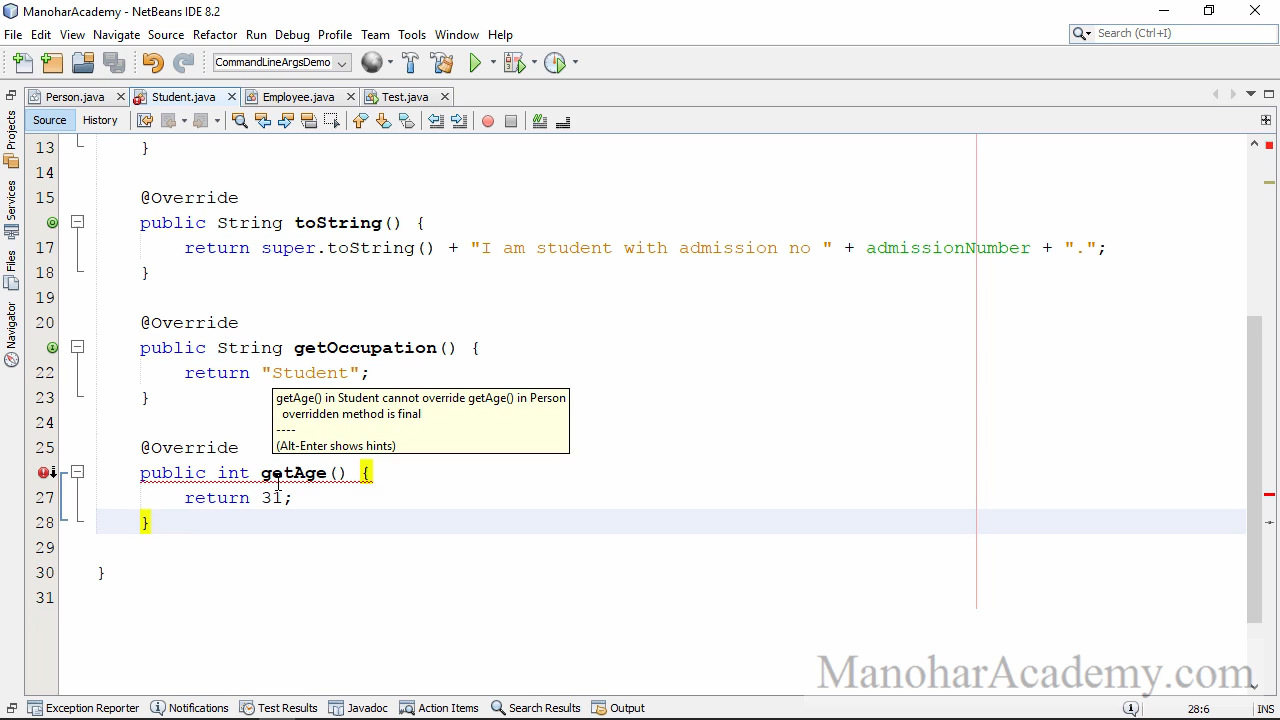 ManoharAcademy - NetBeans IDE 8.2
File Edit View Navigate Source Refactor Run Debug Profile Team Tools Window Help
Search (Ctrl+I)
CommandLineArgsDemo
Person.java Student.java Employee.java Test.java
Source History
Projects
Services
Files
Navigator
13 }
14
15 @Override
public String toString() {
17 return super.toString() + "I am student with admission no " + admissionNumber + ".";
18 }
19
20 @Override
public String getOccupation() {
22 return "Student";
23 }
24
25 @Override
public int getAge() {
27 return 31;
28 }
29
30 }
31
getAge() in Student cannot override getAge() in Person
overridden method is final
----
(Alt-Enter shows hints)
ManoharAcademy.com
Exception Reporter Notifications Test Results Javadoc Action Items Search Results Output
28:6 INS